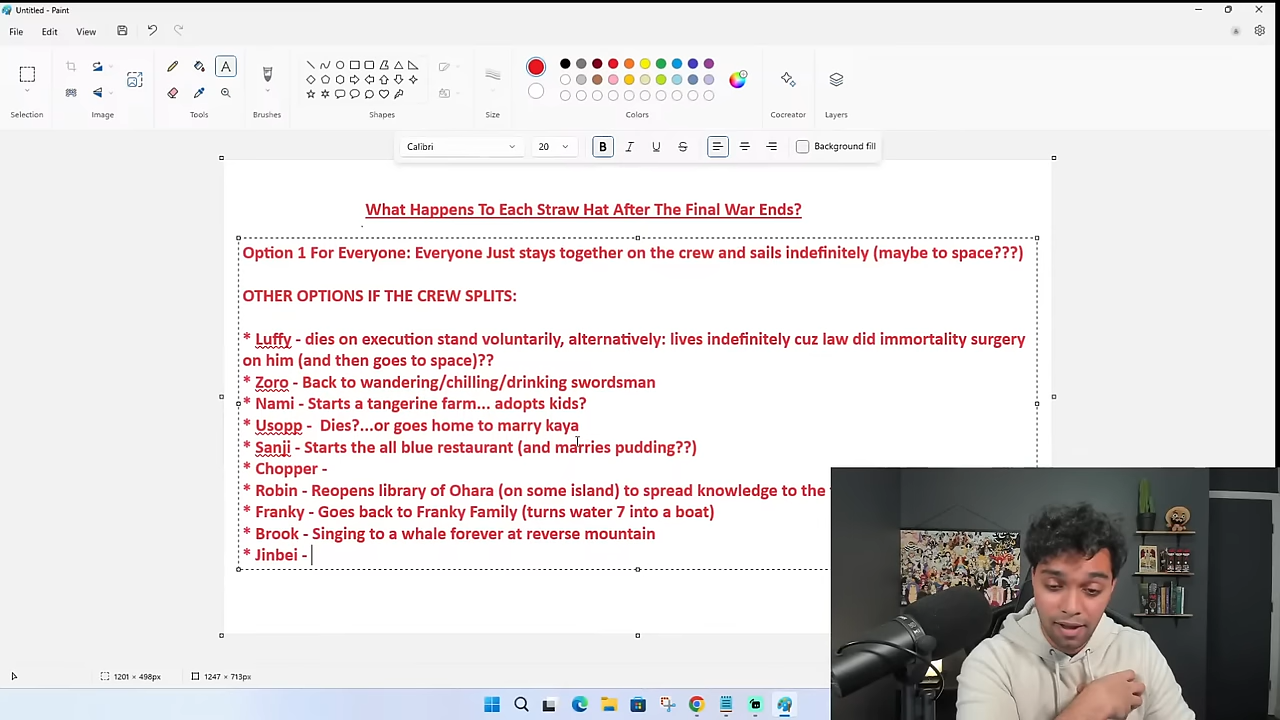 Untitled - Paint
File Edit View
Selection Image Tools Brushes Shapes Size Colors Cocreator Layers
Calibri 20 B I U S Background fill
What Happens To Each Straw Hat After The Final War Ends?
Option 1 For Everyone: Everyone Just stays together on the crew and sails indefinitely (maybe to space???)
OTHER OPTIONS IF THE CREW SPLITS:
* Luffy - dies on execution stand voluntarily, alternatively: lives indefinitely cuz law did immortality surgery
on him (and then goes to space)??
* Zoro - Back to wandering/chilling/drinking swordsman
* Nami - Starts a tangerine farm... adopts kids?
* Usopp - Dies?...or goes home to marry kaya
* Sanji - Starts the all blue restaurant (and marries pudding??)
* Chopper -
* Robin - Reopens library of Ohara (on some island) to spread knowledge to the
* Franky - Goes back to Franky Family (turns water 7 into a boat)
* Brook - Singing to a whale forever at reverse mountain
* Jinbei -
1201 × 498px 1247 × 713px